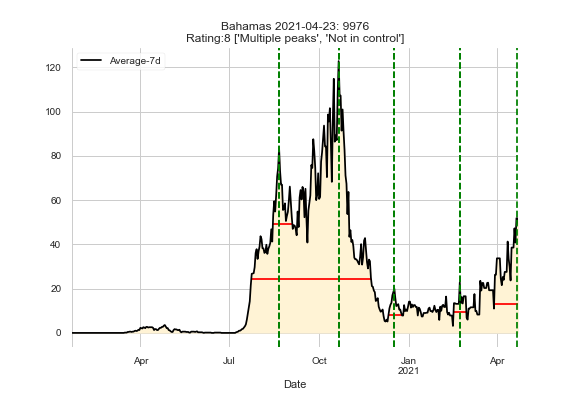 Bahamas 2021-04-23: 9976
Rating:8 ['Multiple peaks', 'Not in control']
Average-7d
120
100
80
60
40
20
0
Apr
Jul
Oct
Jan
2021
Apr
Date